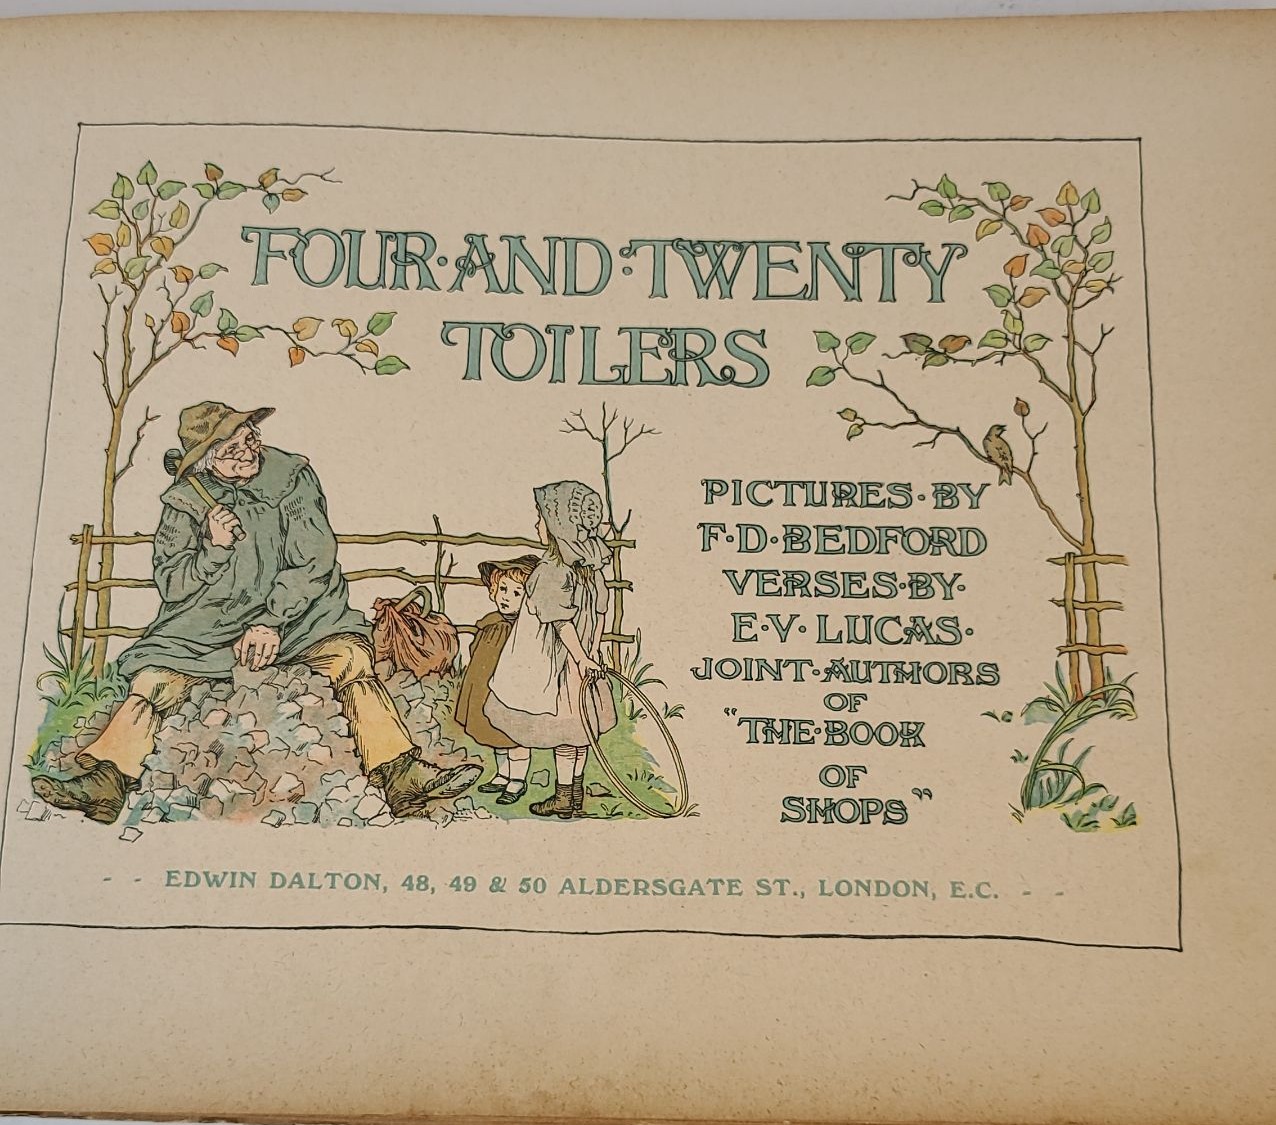 FOUR·AND·TWENTY
TOILERS
PICTURES·BY
F·D·BEDFORD
VERSES·BY·
E·V·LUCAS·
JOINT·AUTHORS
OF
"THE·BOOK
OF
SHOPS"
- - EDWIN DALTON, 48, 49 & 50 ALDERSGATE ST., LONDON, E.C. - -